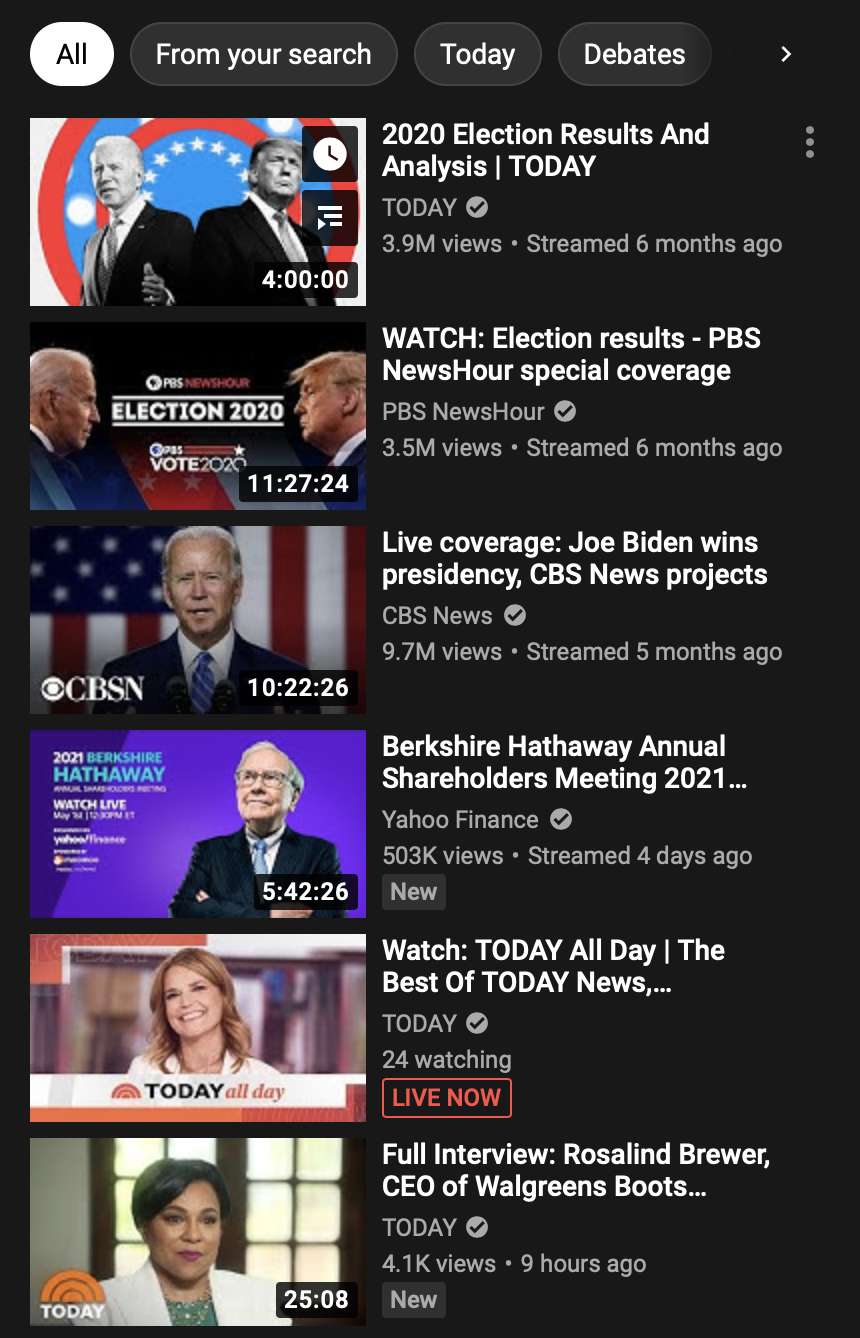 All
From your search
Today
Debates
2020 Election Results And
Analysis | TODAY
TODAY
3.9M views • Streamed 6 months ago
4:00:00
PBS NEWSHOUR
ELECTION 2020
PBS
VOTE2020
11:27:24
WATCH: Election results - PBS
NewsHour special coverage
PBS NewsHour
3.5M views • Streamed 6 months ago
CBSN
10:22:26
Live coverage: Joe Biden wins
presidency, CBS News projects
CBS News
9.7M views • Streamed 5 months ago
2021 BERKSHIRE
HATHAWAY
ANNUAL SHAREHOLDERS MEETING
WATCH LIVE
May 1st | 12:30PM ET
yahoo/finance
5:42:26
Berkshire Hathaway Annual
Shareholders Meeting 2021...
Yahoo Finance
503K views • Streamed 4 days ago
New
TODAY
TODAY all day
Watch: TODAY All Day | The
Best Of TODAY News,...
TODAY
24 watching
LIVE NOW
TODAY
25:08
Full Interview: Rosalind Brewer,
CEO of Walgreens Boots...
TODAY
4.1K views • 9 hours ago
New